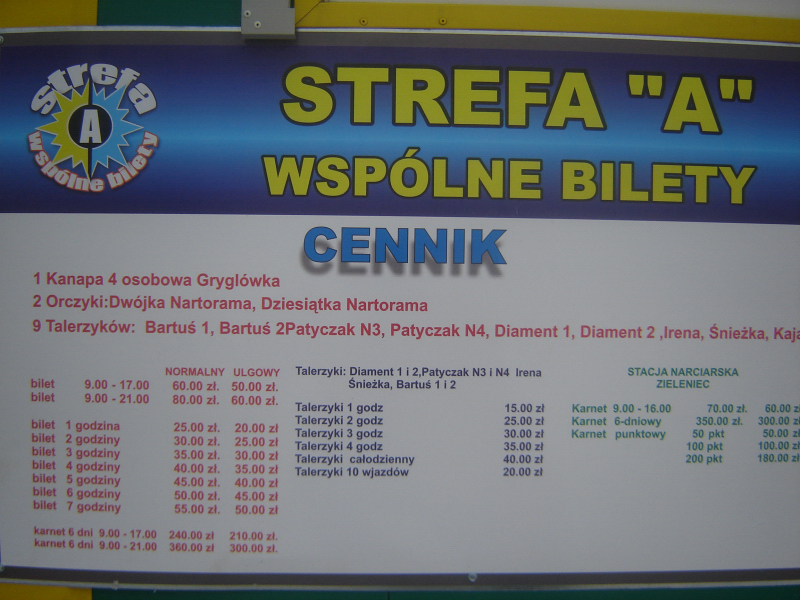 strefa
A
wspólne bilety
STREFA "A"
WSPÓLNE BILETY
CENNIK
1 Kanapa 4 osobowa Gryglówka
2 Orczyki:Dwójka Nartorama, Dziesiątka Nartorama
9 Talerzyków: Bartuś 1, Bartuś 2Patyczak N3, Patyczak N4, Diament 1, Diament 2 ,Irena, Śnieżka, Kaja
NORMALNY ULGOWY
bilet 9.00 - 17.00 60.00 zł. 50.00 zł.
bilet 9.00 - 21.00 80.00 zł. 60.00 zł.
bilet 1 godzina 25.00 zł 20.00 zł
bilet 2 godziny 30.00 zł. 25.00 zł
bilet 3 godziny 35.00 zł. 30.00 zł
bilet 4 godziny 40.00 zł. 35.00 zł
bilet 5 godziny 45.00 zł. 40.00 zł
bilet 6 godziny 50.00 zł. 45.00 zł
bilet 7 godziny 55.00 zł. 50.00 zł
karnet 6 dni 9.00 - 17.00 240.00 zł 210.00 zł.
karnet 6 dni 9.00 - 21.00 360.00 zł 300.00 zł.
Talerzyki: Diament 1 i 2,Patyczak N3 i N4 Irena
Śnieżka, Bartuś 1 i 2
Talerzyki 1 godz 15.00 zł
Talerzyki 2 godz 25.00 zł
Talerzyki 3 godz 30.00 zł
Talerzyki 4 godz 35.00 zł
Talerzyki całodzienny 40.00 zł
Talerzyki 10 wjazdów 20.00 zł
STACJA NARCIARSKA
ZIELENIEC
Karnet 9.00 - 16.00 70.00 zł. 60.00 zł
Karnet 6-dniowy 350.00 zł. 300.00 zł
Karnet punktowy 50 pkt 50.00 zł
100 pkt 100.00 zł
200 pkt 180.00 zł